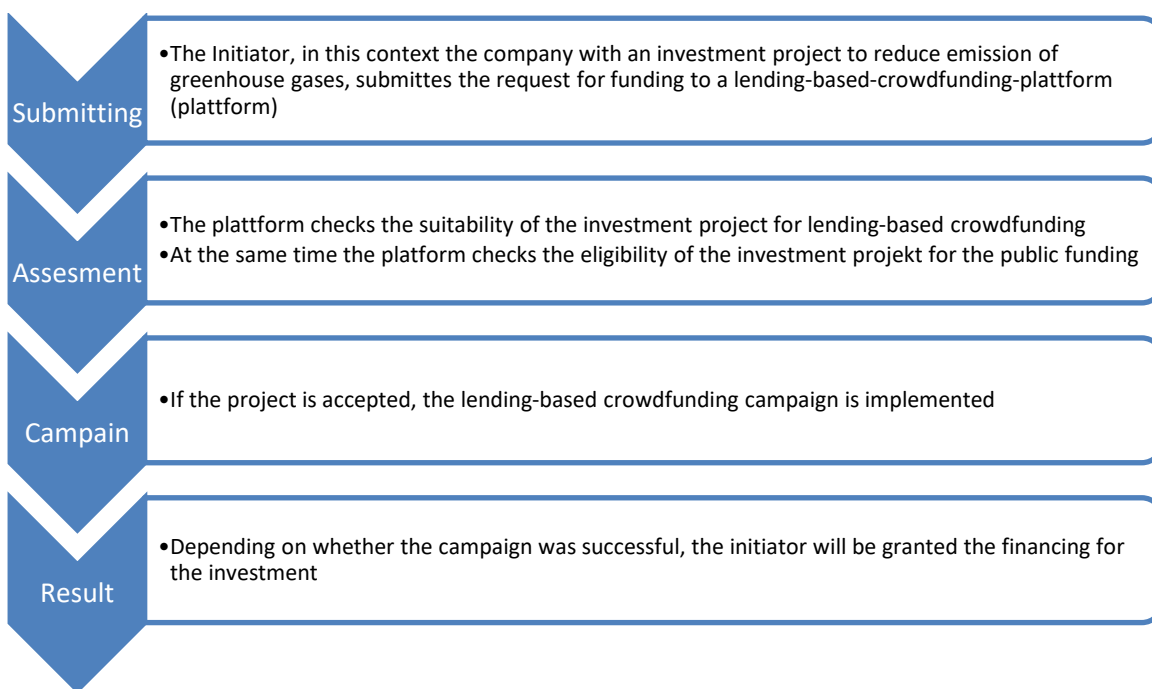 Submitting
•The Initiator, in this context the company with an investment project to reduce emission of
greenhouse gases, submittes the request for funding to a lending-based-crowdfunding-plattform
(plattform)
Assesment
•The plattform checks the suitability of the investment project for lending-based crowdfunding
•At the same time the platform checks the eligibility of the investment projekt for the public funding
Campain
•If the project is accepted, the lending-based crowdfunding campaign is implemented
Result
•Depending on whether the campaign was successful, the initiator will be granted the financing for
the investment